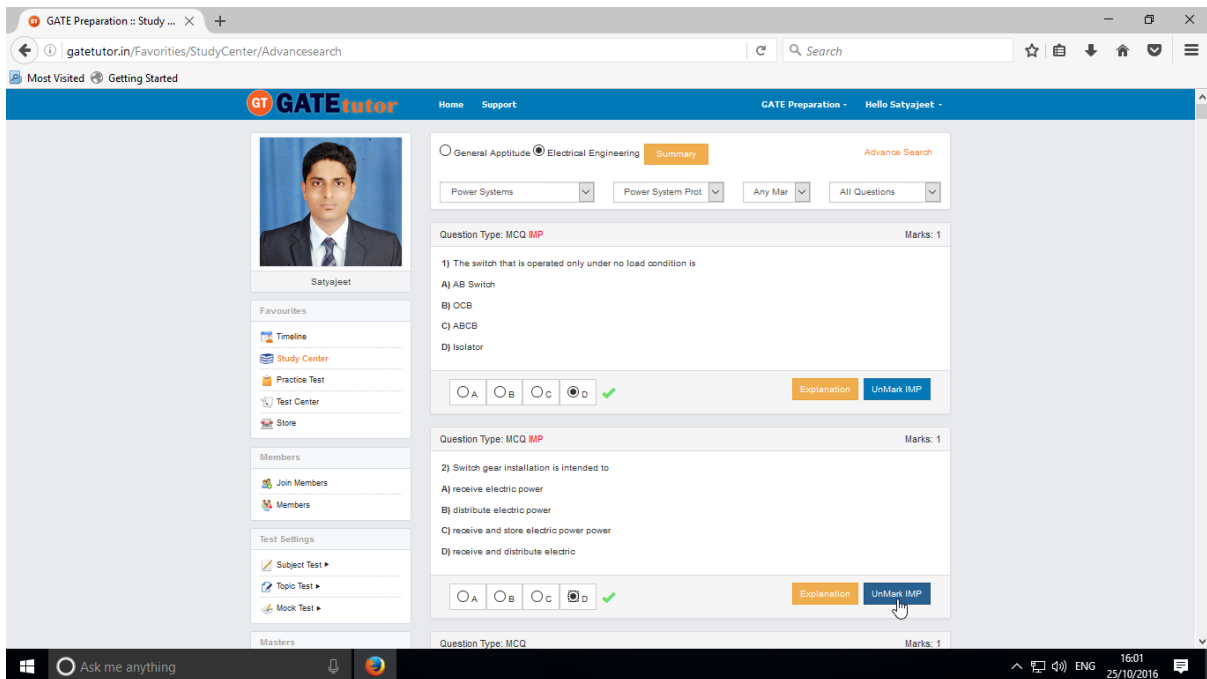 GATE Preparation :: Study ...
gatetutor.in/Favorities/StudyCenter/Advancesearch
Search
Most Visited
Getting Started
GT GATEtutor
Home
Support
GATE Preparation
Hello Satyajeet
Satyajeet
Favourites
Timeline
Study Center
Practice Test
Test Center
Store
Members
Join Members
Members
Test Settings
Subject Test
Topic Test
Mock Test
Masters
General Apptitude
Electrical Engineering
Summary
Advance Search
Power Systems
Power System Prot
Any Mar
All Questions
Question Type: MCQ IMP
Marks: 1
1) The switch that is operated only under no load condition is
A) AB Switch
B) OCB
C) ABCB
D) Isolator
A B C D
Explanation
UnMark IMP
Question Type: MCQ IMP
Marks: 1
2) Switch gear installation is intended to
A) receive electric power
B) distribute electric power
C) receive and store electric power power
D) receive and distribute electric
A B C D
Explanation
UnMark IMP
Question Type: MCQ
Marks: 1
Ask me anything
ENG
16:01
25/10/2016